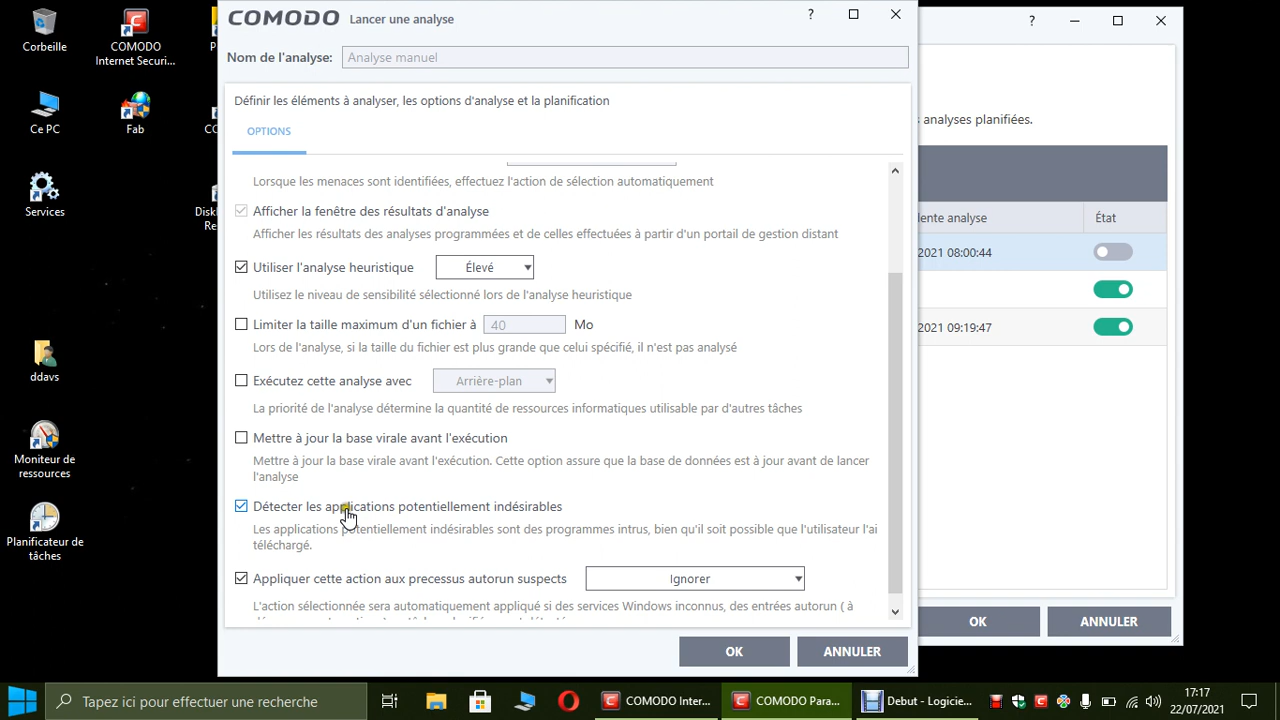 COMODO Lancer une analyse
?
Nom de l'analyse: Analyse manuel
Définir les éléments à analyser, les options d'analyse et la planification
OPTIONS
Lorsque les menaces sont identifiées, effectuez l'action de sélection automatiquement
Afficher la fenêtre des résultats d'analyse
Afficher les résultats des analyses programmées et de celles effectuées à partir d'un portail de gestion distant
Utiliser l'analyse heuristique Élevé
Utilisez le niveau de sensibilité sélectionné lors de l'analyse heuristique
Limiter la taille maximum d'un fichier à 40 Mo
Lors de l'analyse, si la taille du fichier est plus grande que celui spécifié, il n'est pas analysé
Exécutez cette analyse avec Arrière-plan
La priorité de l'analyse détermine la quantité de ressources informatiques utilisable par d'autres tâches
Mettre à jour la base virale avant l'exécution
Mettre à jour la base virale avant l'exécution. Cette option assure que la base de données est à jour avant de lancer
l'analyse
Détecter les applications potentiellement indésirables
Les applications potentiellement indésirables sont des programmes intrus, bien qu'il soit possible que l'utilisateur l'ai
téléchargé.
Appliquer cette action aux precessus autorun suspects Ignorer
L'action sélectionnée sera automatiquement appliqué si des services Windows inconnus, des entrées autorun ( à
OK ANNULER
?
analyses planifiées.
lente analyse État
2021 08:00:44
2021 09:19:47
OK ANNULER
Corbeille
COMODO
Internet Securi...
Ce PC
Fab
Services
ddavs
Moniteur de
ressources
Planificateur de
tâches
Tapez ici pour effectuer une recherche
COMODO Inter...
COMODO Para...
Debut - Logicie...
17:17
22/07/2021